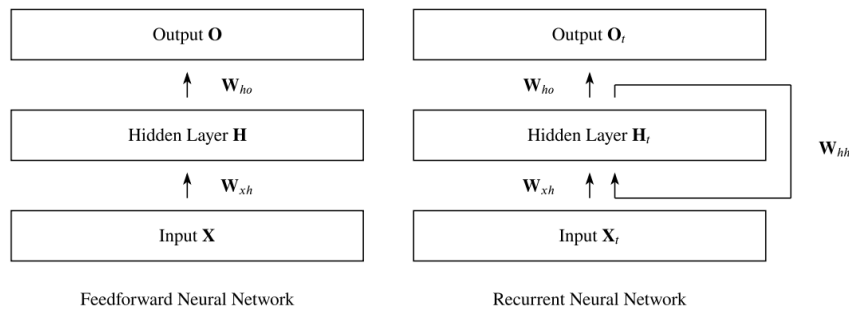 Output O
W_ho
Hidden Layer H
W_xh
Input X
Feedforward Neural Network
Output O_t
W_ho
Hidden Layer H_t
W_hh
W_xh
Input X_t
Recurrent Neural Network